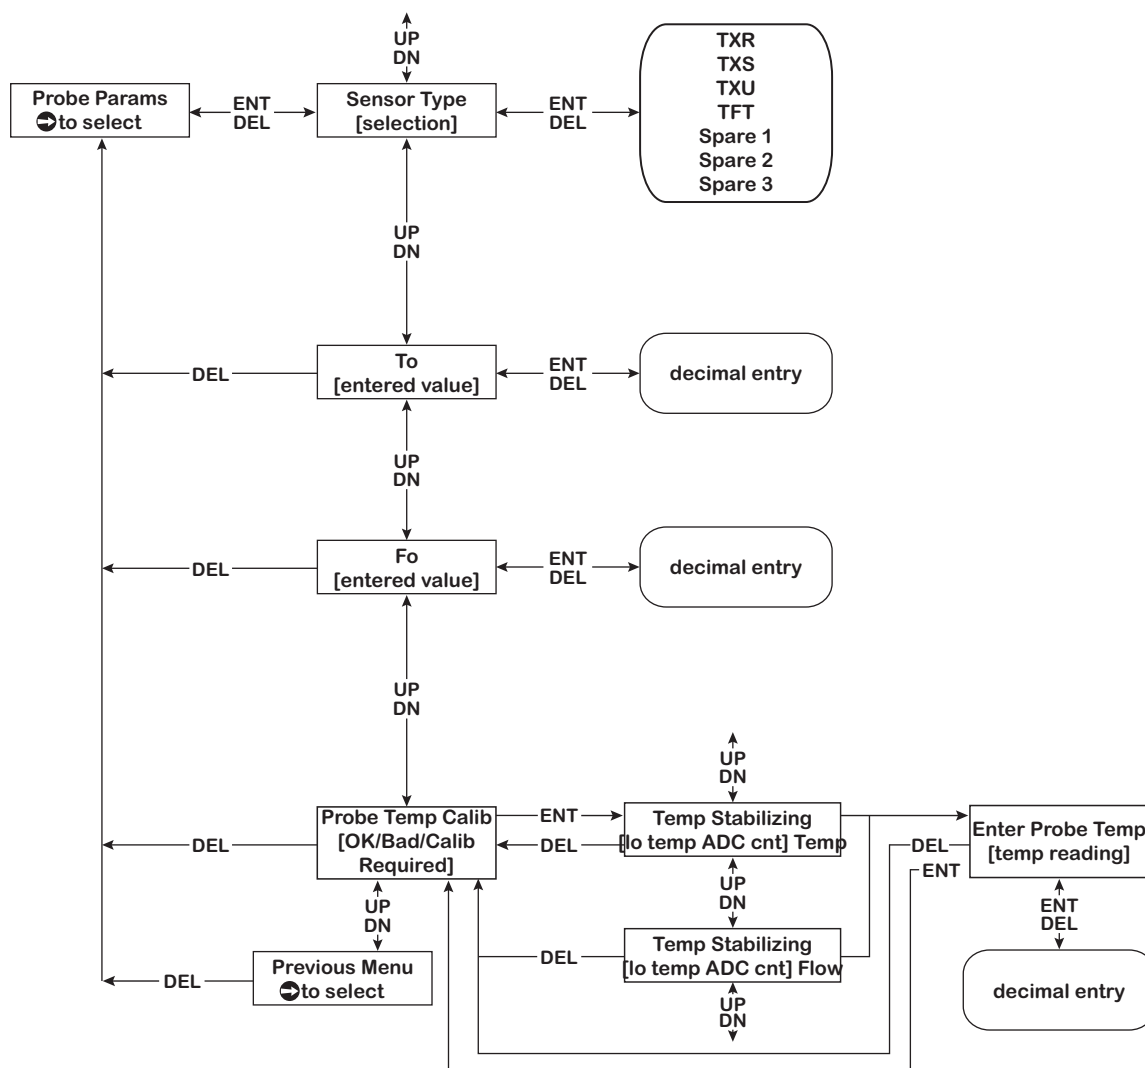 UP
DN
Probe Params
to select
ENT
DEL
Sensor Type
[selection]
ENT
DEL
TXR
TXS
TXU
TFT
Spare 1
Spare 2
Spare 3
UP
DN
DEL
To
[entered value]
ENT
DEL
decimal entry
UP
DN
DEL
Fo
[entered value]
ENT
DEL
decimal entry
UP
DN
UP
DN
DEL
Probe Temp Calib
[OK/Bad/Calib
Required]
ENT
DEL
Temp Stabilizing
[lo temp ADC cnt] Temp
DEL
ENT
Enter Probe Temp
[temp reading]
UP
DN
UP
DN
ENT
DEL
DEL
Previous Menu
to select
DEL
Temp Stabilizing
[lo temp ADC cnt] Flow
decimal entry
UP
DN